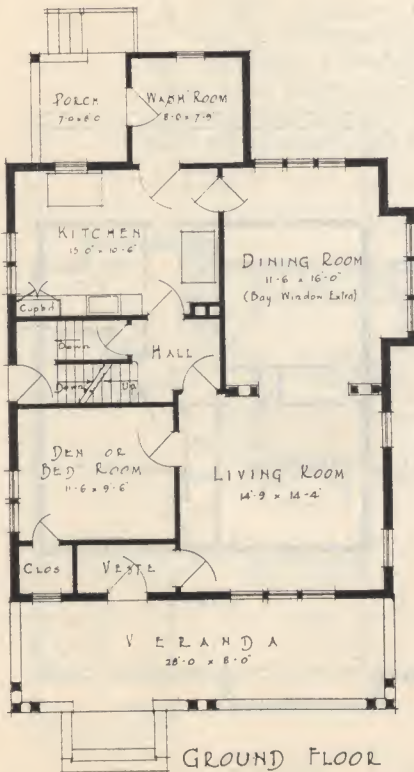 PORCH
7-0 x 8-0
WASH ROOM
8-0 x 7-9
KITCHEN
15-0 x 10-6
DINING ROOM
11-6 x 16-0
(Bay Window Extra)
Cupb'd
Down
HALL
Down
Up
DEN OR
BED ROOM
11-6 x 9-6
LIVING ROOM
14-9 x 14-4
CLOS
VESTE
VERANDA
28-0 x 8-0
GROUND FLOOR